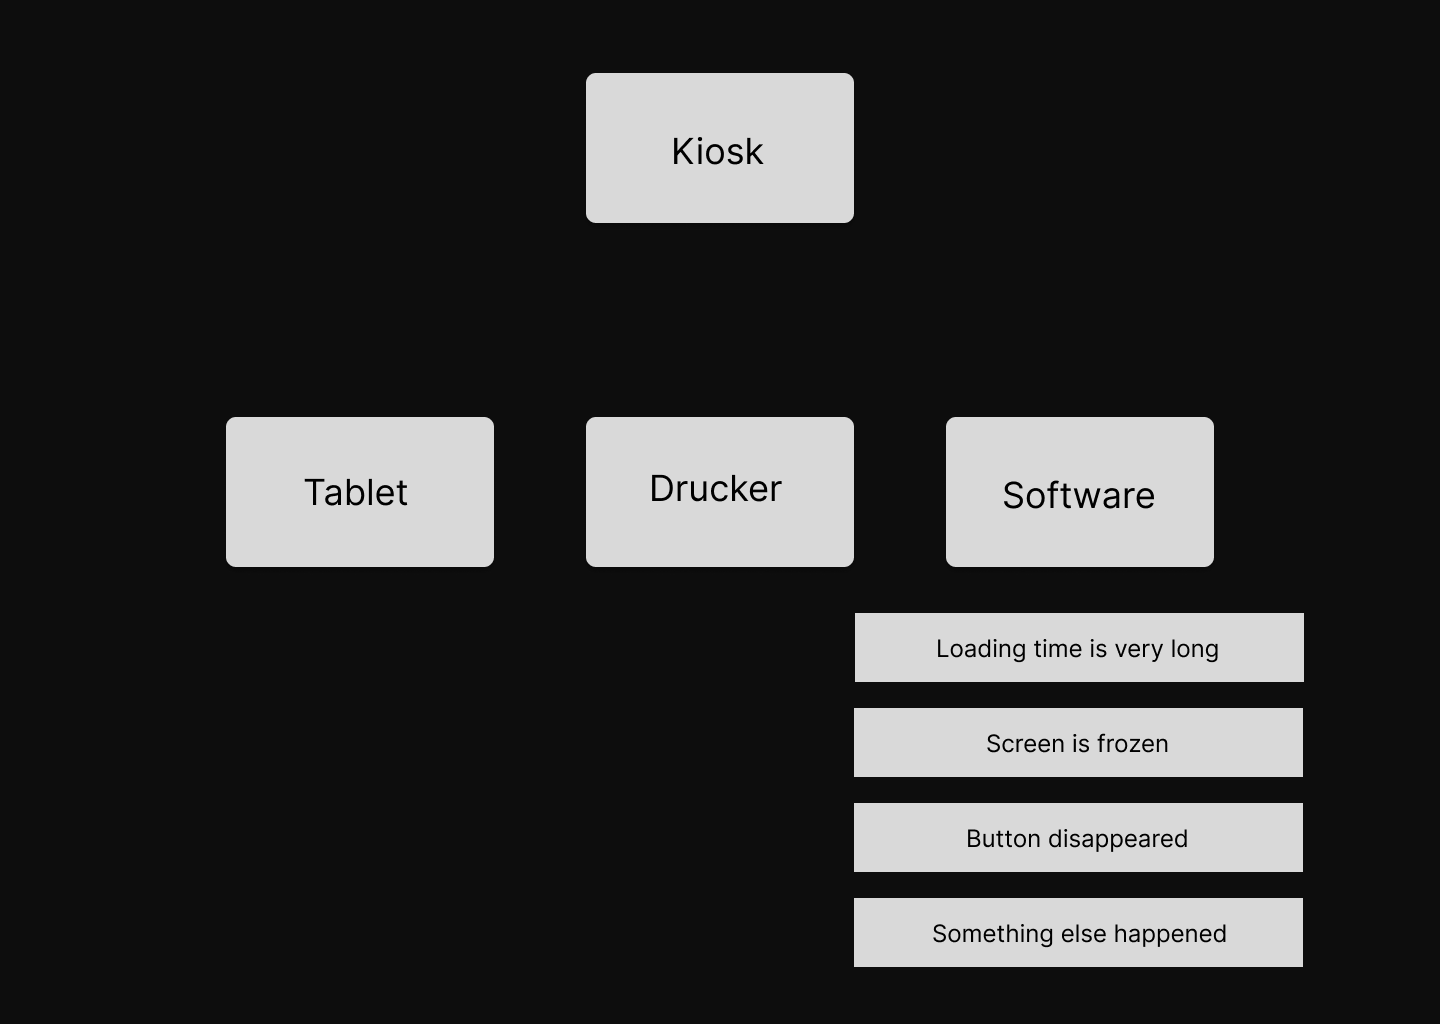 Kiosk
Tablet
Drucker
Software
Loading time is very long
Screen is frozen
Button disappeared
Something else happened